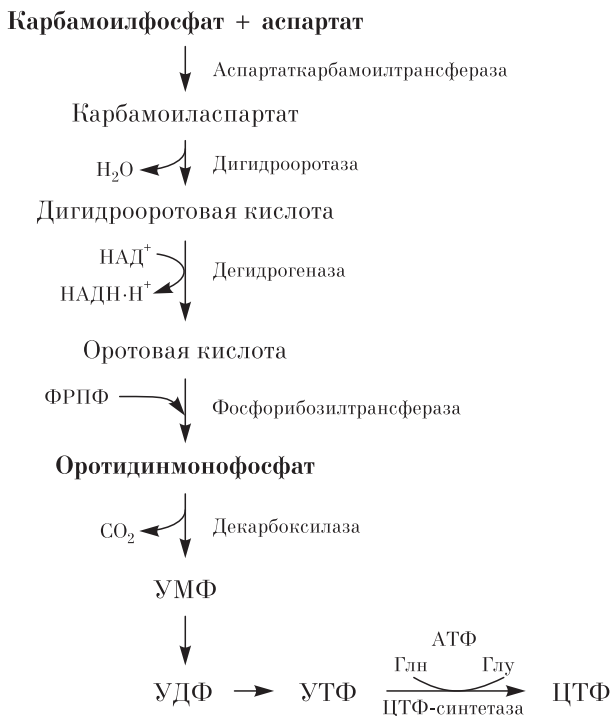 Карбамоилфосфат + аспартат
Аспартаткарбамоилтрансфераза
Карбамоиласпартат
H₂O
Дигидрооротаза
Дигидрооротовая кислота
НАД⁺
НАДН·Н⁺
Дегидрогеназа
Оротовая кислота
ФРПФ
Фосфорибозилтрансфераза
Оротидинмонофосфат
CO₂
Декарбоксилаза
УМФ
АТФ
Глн Глу
УДФ УТФ ЦТФ
ЦТФ-синтетаза